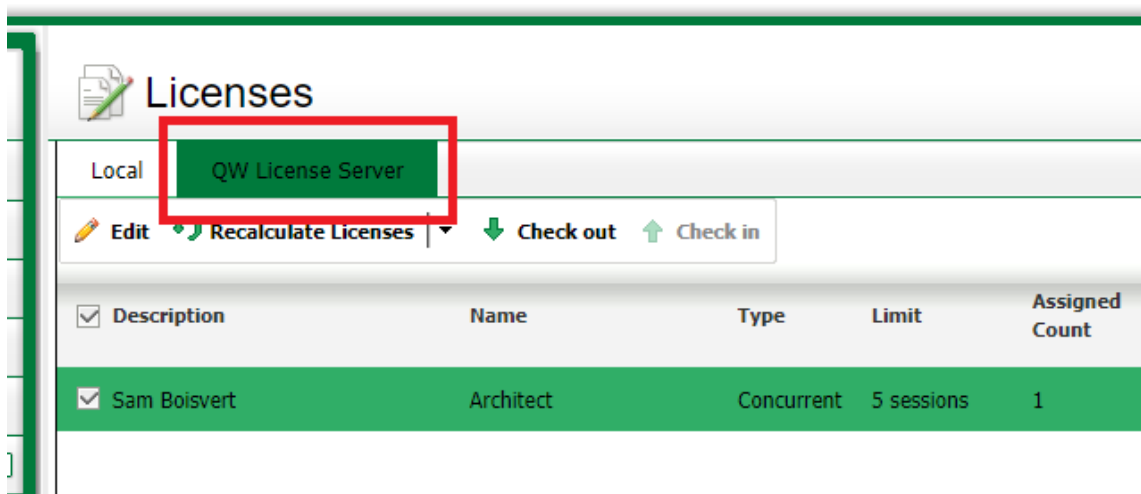 Licenses
Local QW License Server
Edit Recalculate Licenses Check out Check in
Description Name Type Limit Assigned Count
Sam Boisvert Architect Concurrent 5 sessions 1